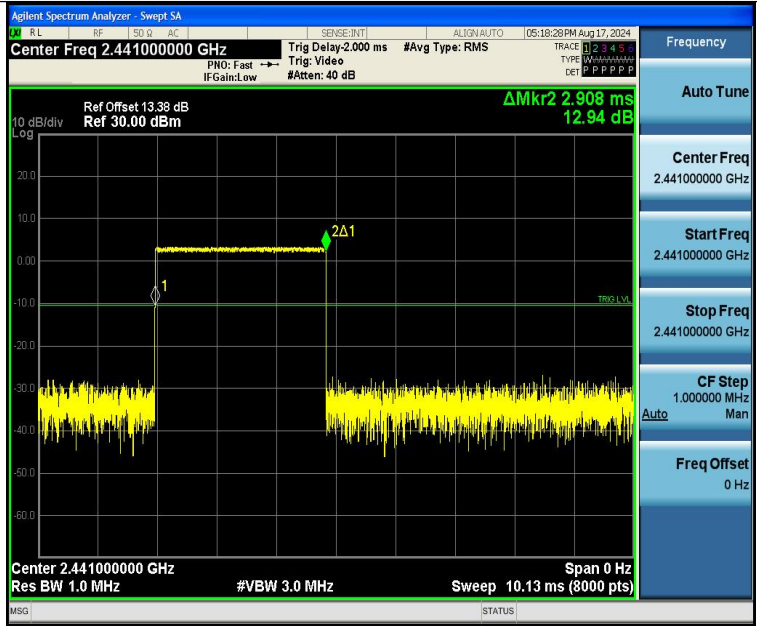 Agilent Spectrum Analyzer - Swept SA
LXI RL RF 50 Ω AC SENSE:INT ALIGN AUTO 05:18:28 PM Aug 17, 2024
Center Freq 2.441000000 GHz
PNO: Fast
IFGain:Low
Trig Delay-2.000 ms
Trig: Video
#Atten: 40 dB
#Avg Type: RMS
TRACE 1 2 3 4 5 6
TYPE W
DET P P P P P P
ΔMkr2 2.908 ms
12.94 dB
Ref Offset 13.38 dB
10 dB/div Ref 30.00 dBm
Log
20.0
10.0
0.00
-10.0
-20.0
-30.0
-40.0
-50.0
-60.0
2Δ1
1
TRIG LVL
Center 2.441000000 GHz
Span 0 Hz
Res BW 1.0 MHz
#VBW 3.0 MHz
Sweep 10.13 ms (8000 pts)
MSG
STATUS
Frequency
Auto Tune
Center Freq
2.441000000 GHz
Start Freq
2.441000000 GHz
Stop Freq
2.441000000 GHz
CF Step
1.000000 MHz
Auto Man
Freq Offset
0 Hz